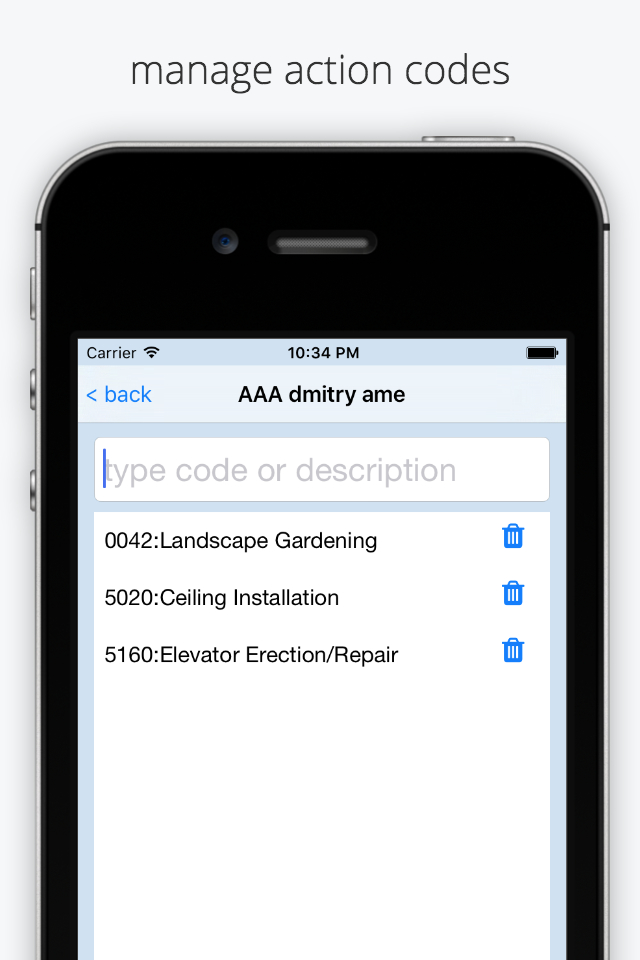 manage action codes
Carrier 10:34 PM
< back AAA dmitry ame
type code or description
0042:Landscape Gardening
5020:Ceiling Installation
5160:Elevator Erection/Repair